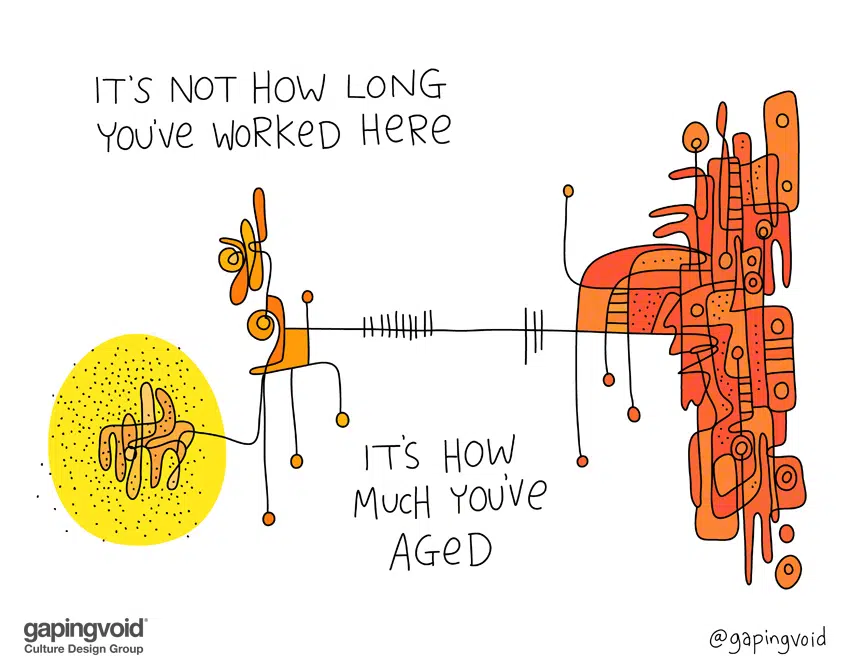 IT'S NOT HOW LONG
YOU'VE WORKED HERE
IT'S HOW
MUCH YOU'VE
AGED
gapingvoid®
Culture Design Group
@gapingvoid